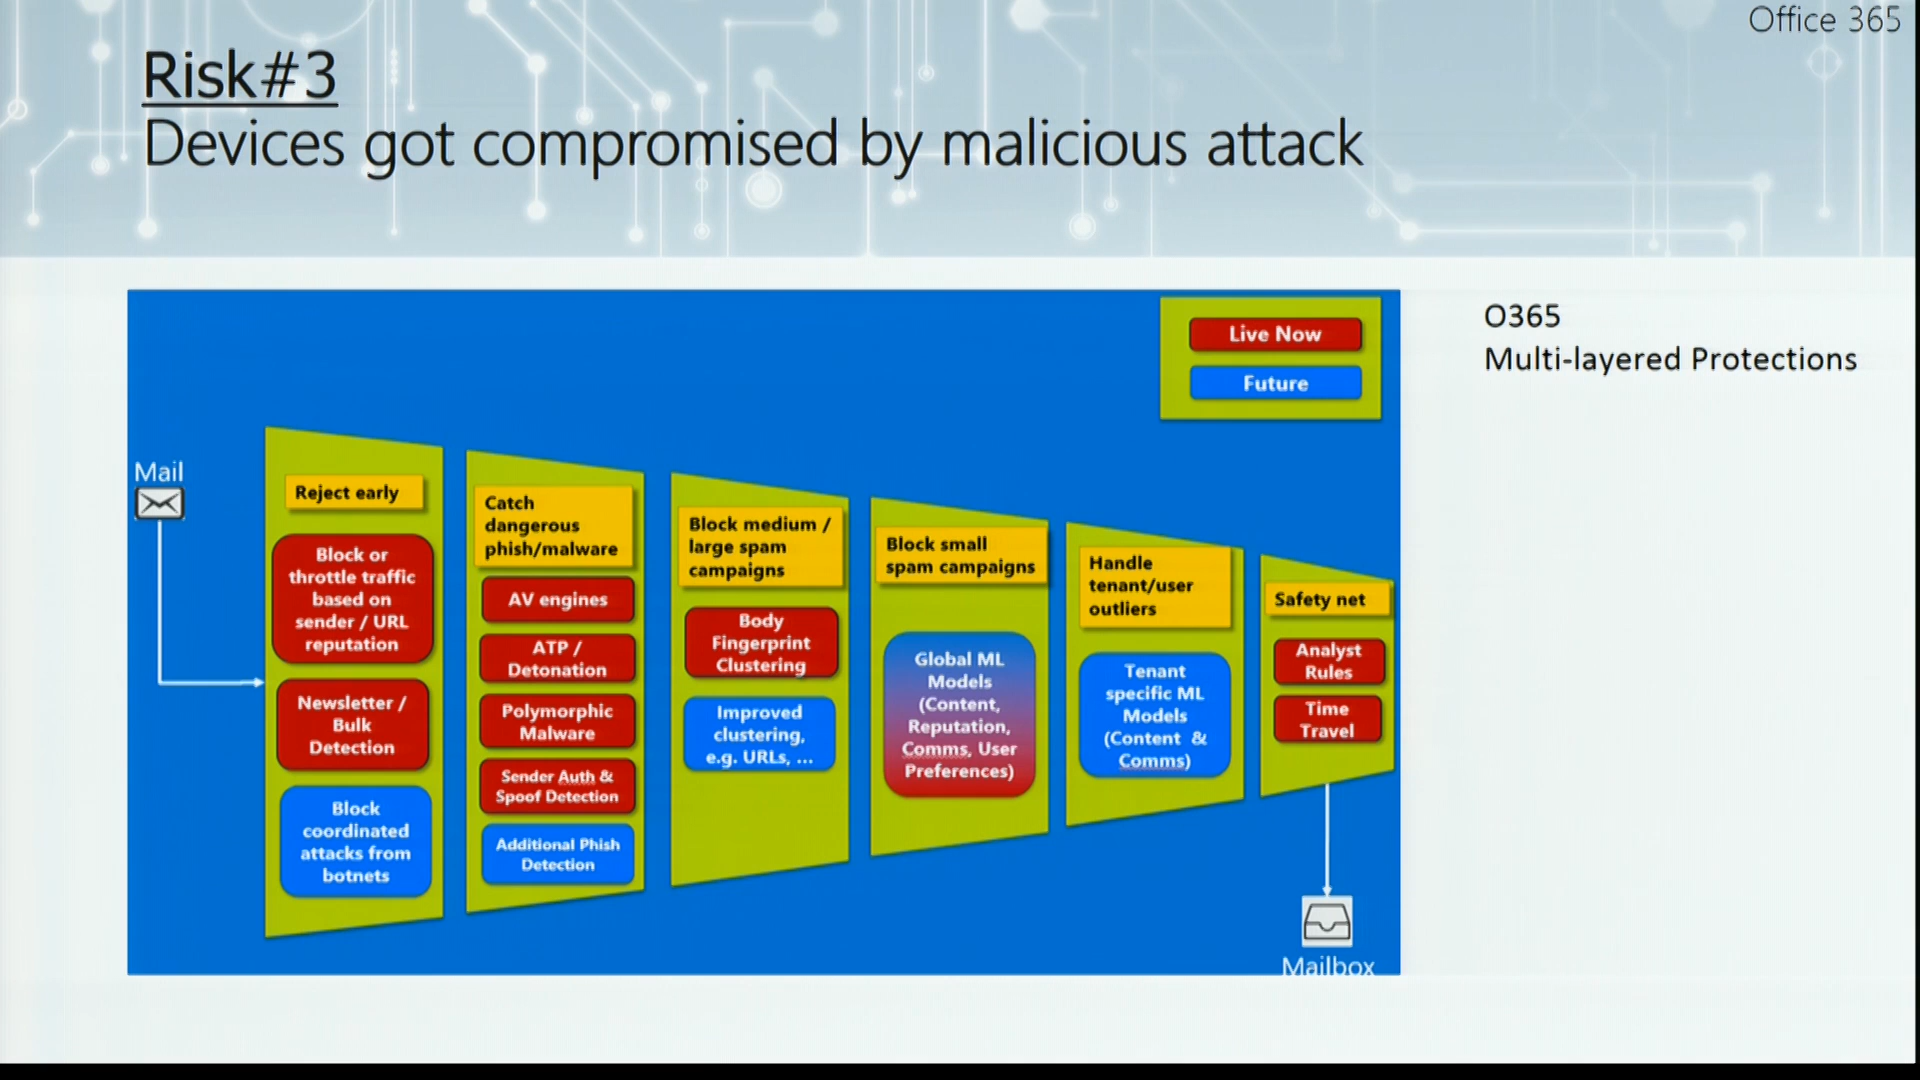 Office 365
Risk#3
Devices got compromised by malicious attack
O365
Multi-layered Protections
Live Now
Future
Mail
Reject early
Block or
throttle traffic
based on
sender / URL
reputation
Newsletter /
Bulk
Detection
Block
coordinated
attacks from
botnets
Catch
dangerous
phish/malware
AV engines
ATP /
Detonation
Polymorphic
Malware
Sender Auth &
Spoof Detection
Additional Phish
Detection
Block medium /
large spam
campaigns
Body
Fingerprint
Clustering
Improved
clustering,
e.g. URLs, ...
Block small
spam campaigns
Global ML
Models
(Content,
Reputation,
Comms, User
Preferences)
Handle
tenant/user
outliers
Tenant
specific ML
Models
(Content &
Comms)
Safety net
Analyst
Rules
Time
Travel
Mailbox